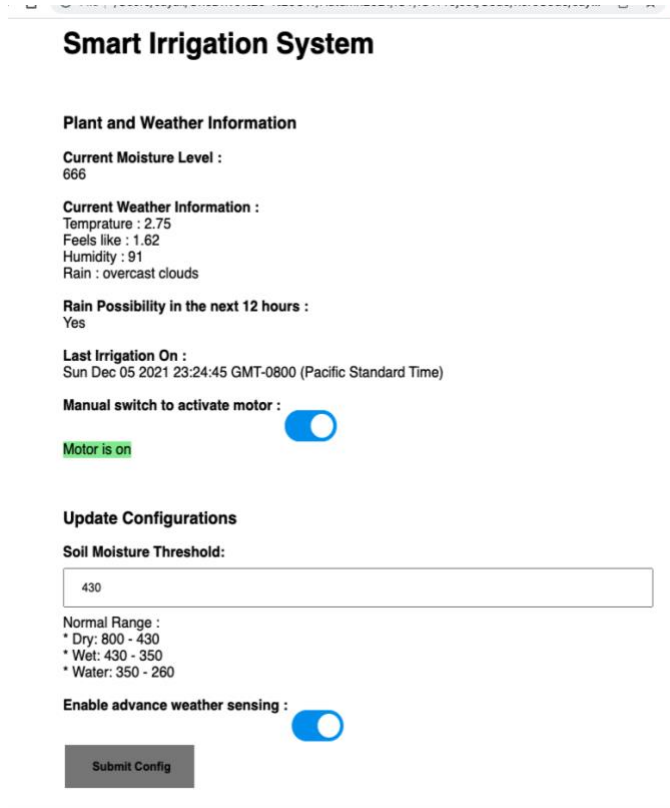 Smart Irrigation System
Plant and Weather Information
Current Moisture Level :
666
Current Weather Information :
Temprature : 2.75
Feels like : 1.62
Humidity : 91
Rain : overcast clouds
Rain Possibility in the next 12 hours :
Yes
Last Irrigation On :
Sun Dec 05 2021 23:24:45 GMT-0800 (Pacific Standard Time)
Manual switch to activate motor :
Motor is on
Update Configurations
Soil Moisture Threshold:
430
Normal Range :
* Dry: 800 - 430
* Wet: 430 - 350
* Water: 350 - 260
Enable advance weather sensing :
Submit Config